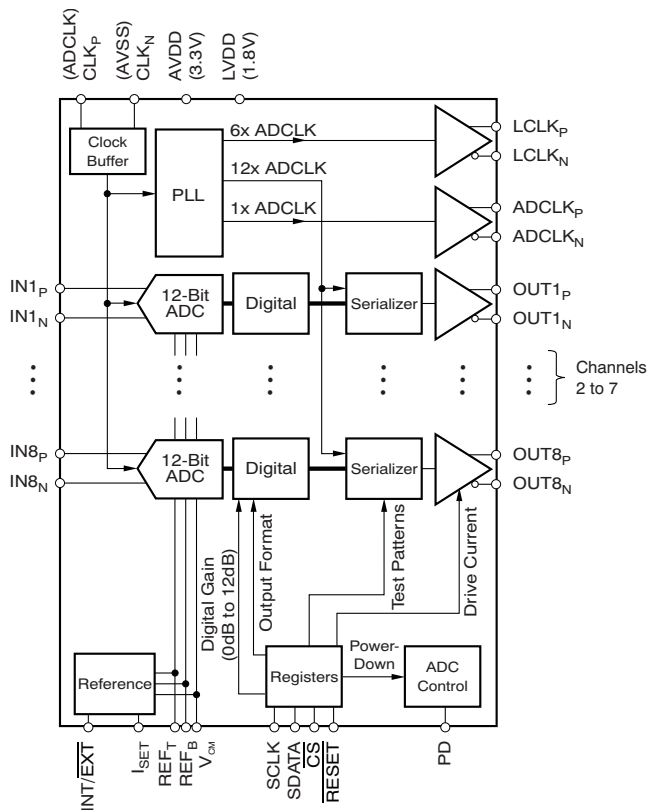 (ADCLK)
CLKP
(AVSS)
CLKN
AVDD
(3.3V)
LVDD
(1.8V)
Clock
Buffer
PLL
6x ADCLK
12x ADCLK
1x ADCLK
LCLKP
LCLKN
ADCLKP
ADCLKN
IN1P
IN1N
12-Bit
ADC
Digital
Serializer
OUT1P
OUT1N
Channels
2 to 7
IN8P
IN8N
12-Bit
ADC
Digital
Serializer
OUT8P
OUT8N
Digital Gain
(0dB to 12dB)
Output Format
Test Patterns
Drive Current
Reference
Registers
Power-
Down
ADC
Control
INT/EXT
ISET
REFT
REFB
VCM
SCLK
SDATA
CS
RESET
PD